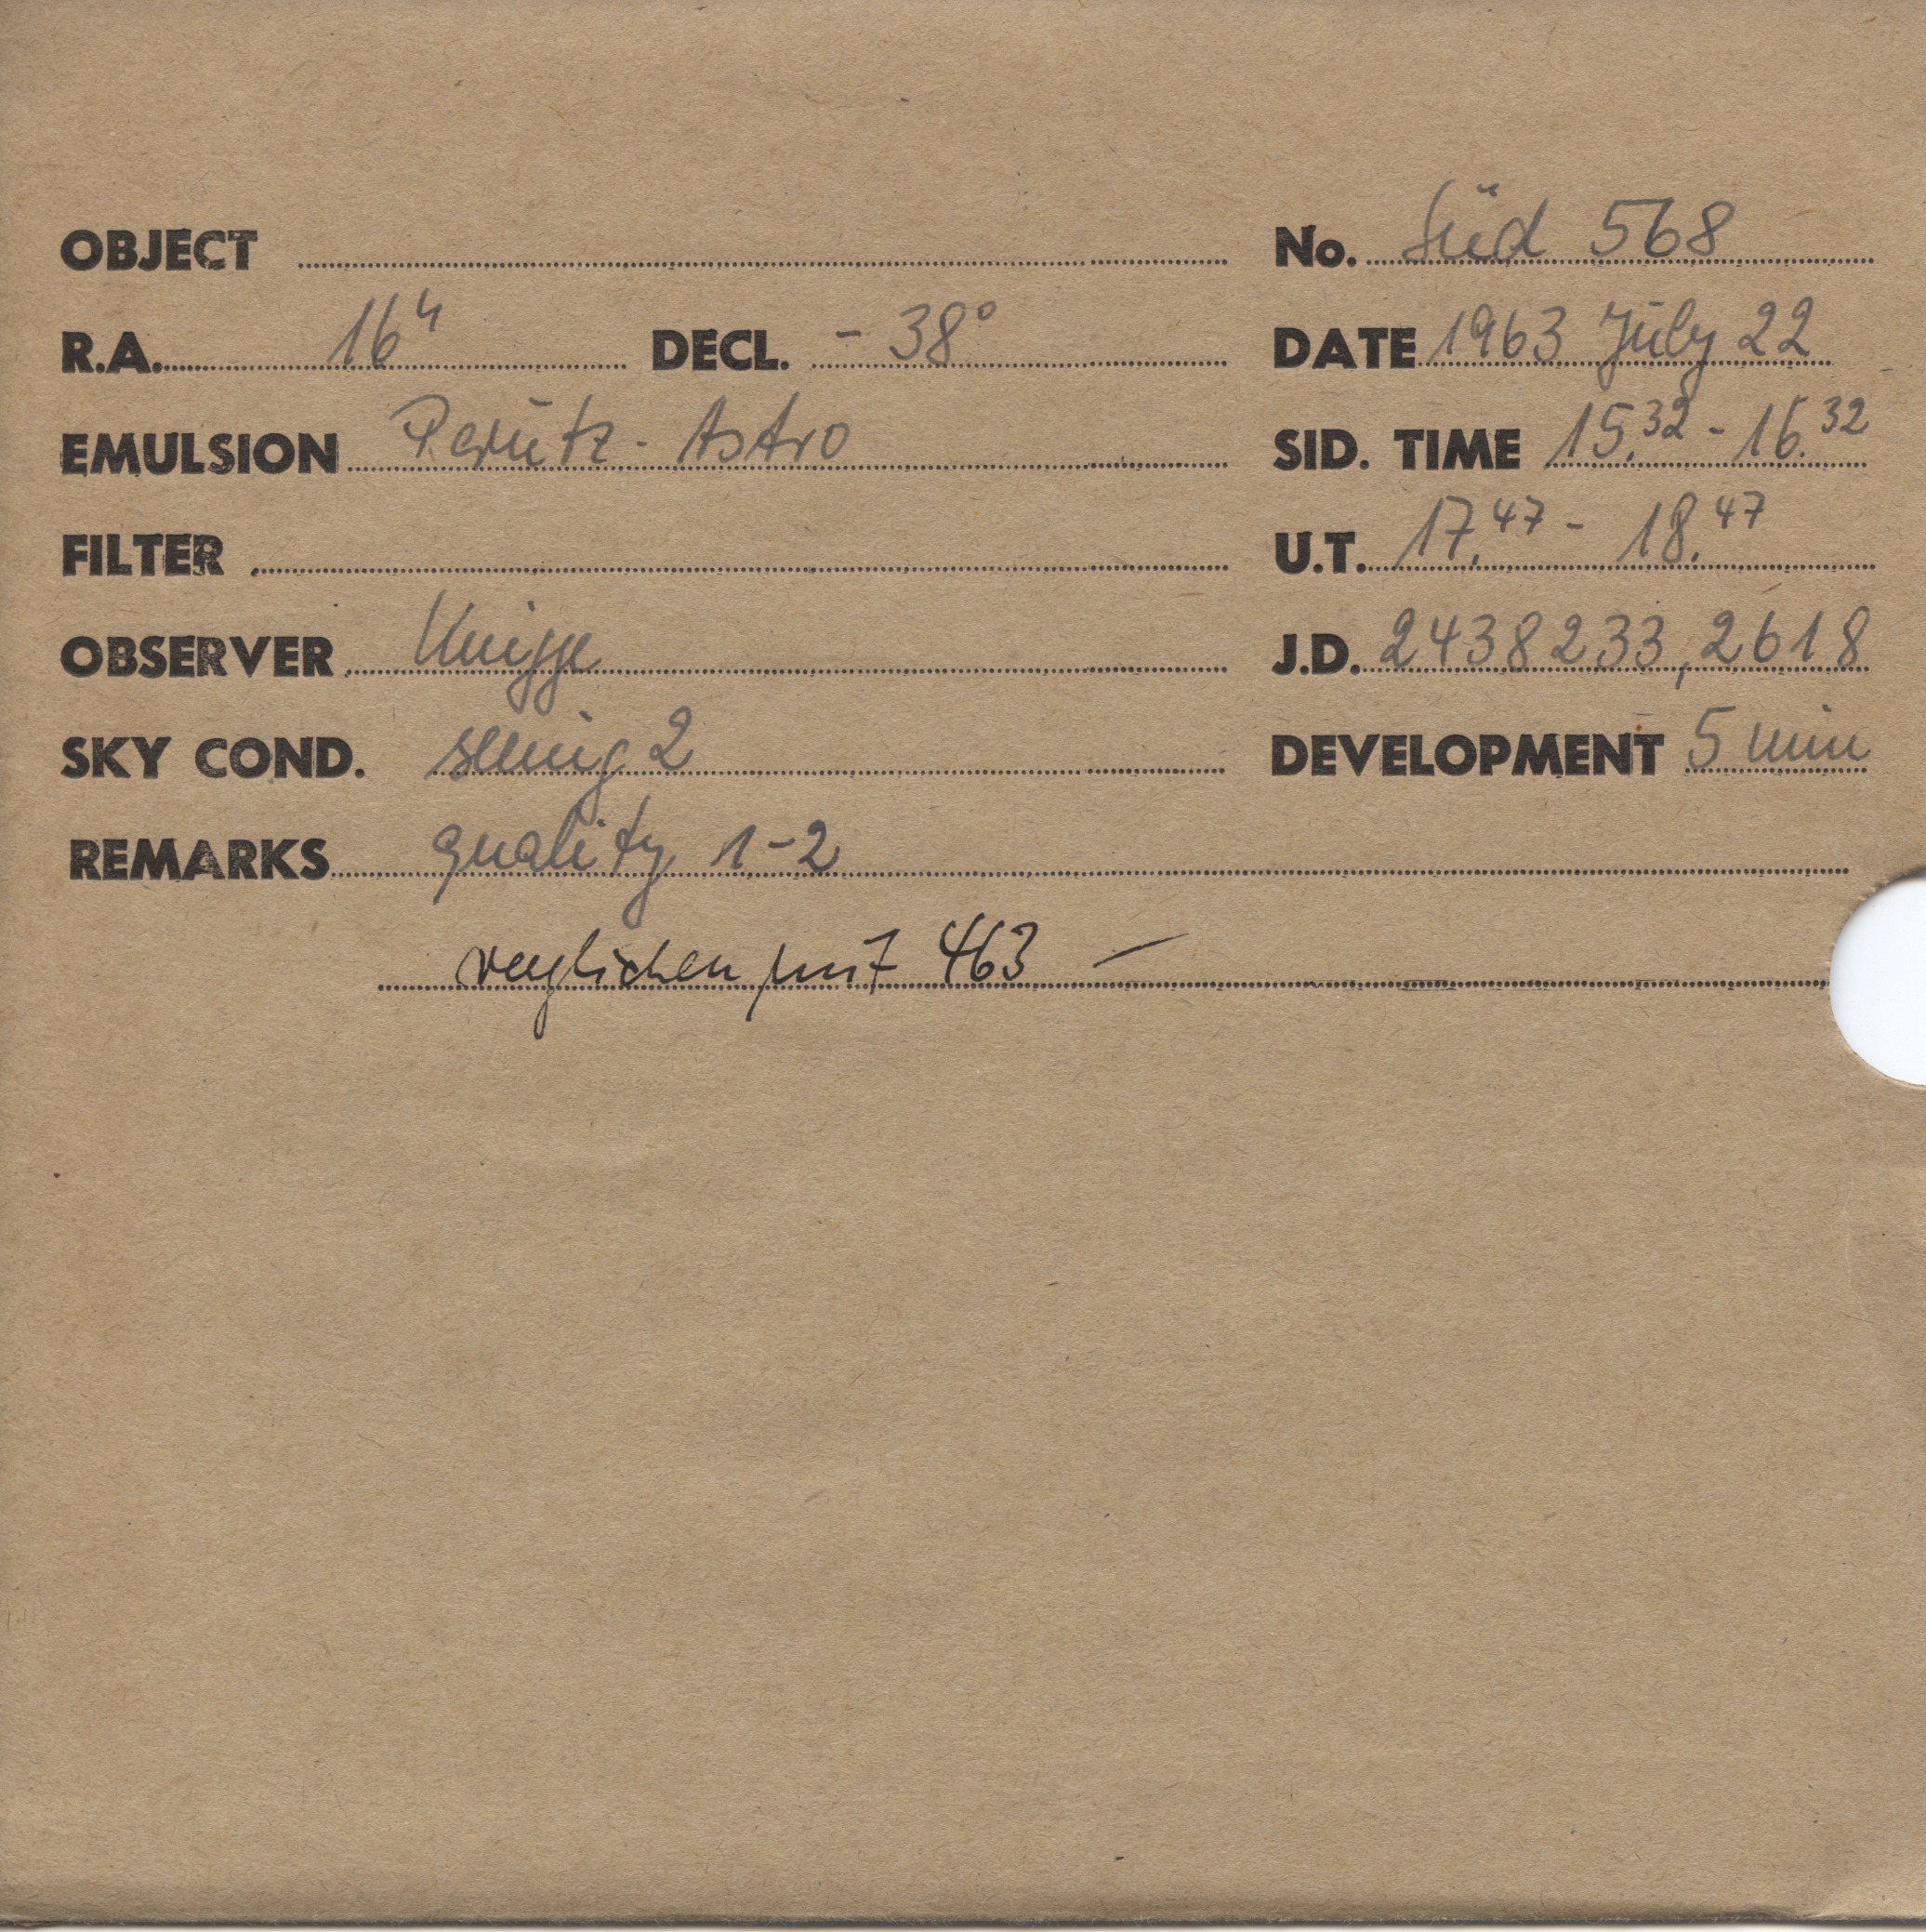 OBJECT No. Süd 568
R.A. 16h DECL. - 38° DATE 1963 July 22
EMULSION Perutz - Astro SID. TIME 15.32 - 16.32
FILTER U.T. 17.47 - 18.47
OBSERVER Knigge J.D. 2438233,2618
SKY COND. seeing 2 DEVELOPMENT 5 min
REMARKS quality 1-2
verglichen mit 463 —